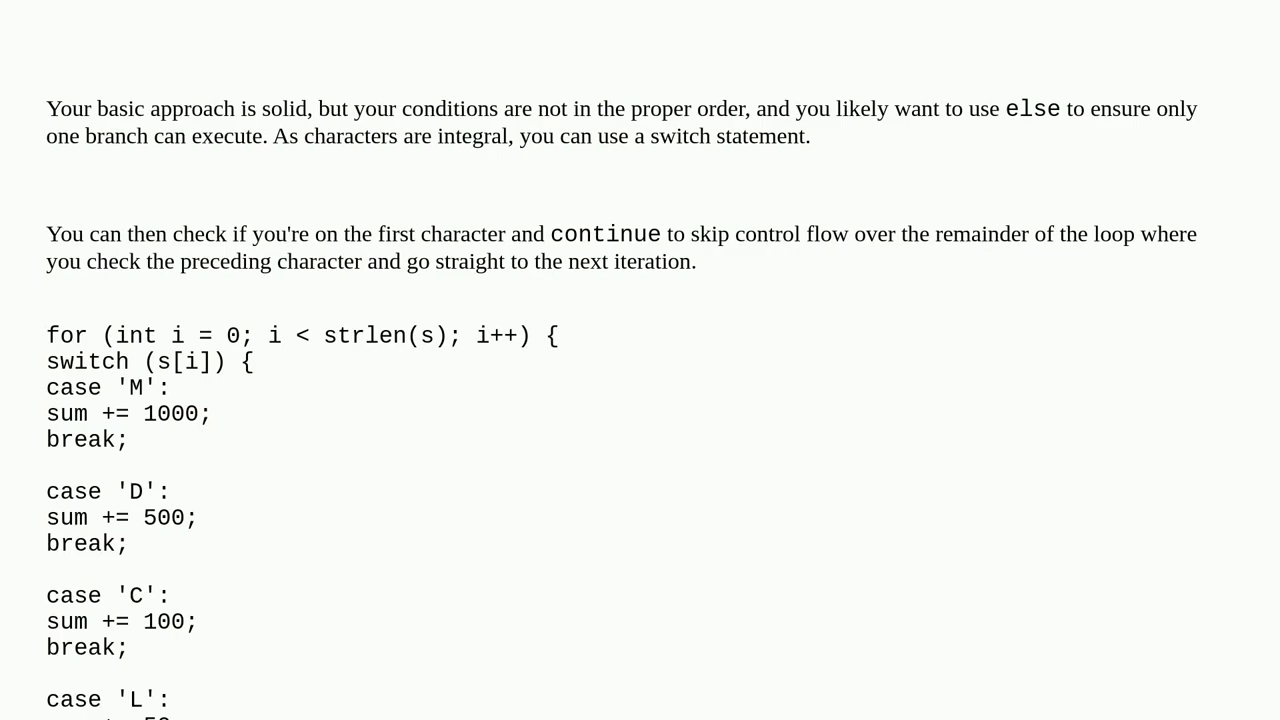 Your basic approach is solid, but your conditions are not in the proper order, and you likely want to use else to ensure only
one branch can execute. As characters are integral, you can use a switch statement.
You can then check if you're on the first character and continue to skip control flow over the remainder of the loop where
you check the preceding character and go straight to the next iteration.
for (int i = 0; i < strlen(s); i++) {
switch (s[i]) {
case 'M':
sum += 1000;
break;
case 'D':
sum += 500;
break;
case 'C':
sum += 100;
break;
case 'L':